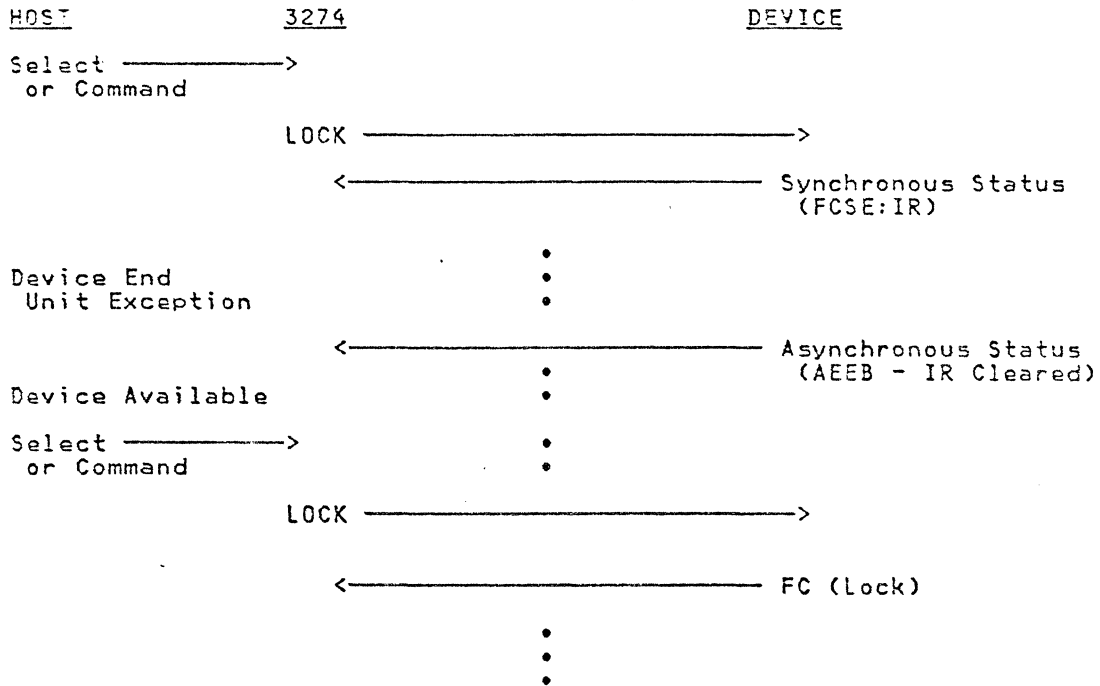 HOST 3274 DEVICE
Select
or Command
LOCK
Synchronous Status
(FCSE:IR)
Device End
Unit Exception
Asynchronous Status
(AEEB - IR Cleared)
Device Available
Select
or Command
LOCK
FC (Lock)